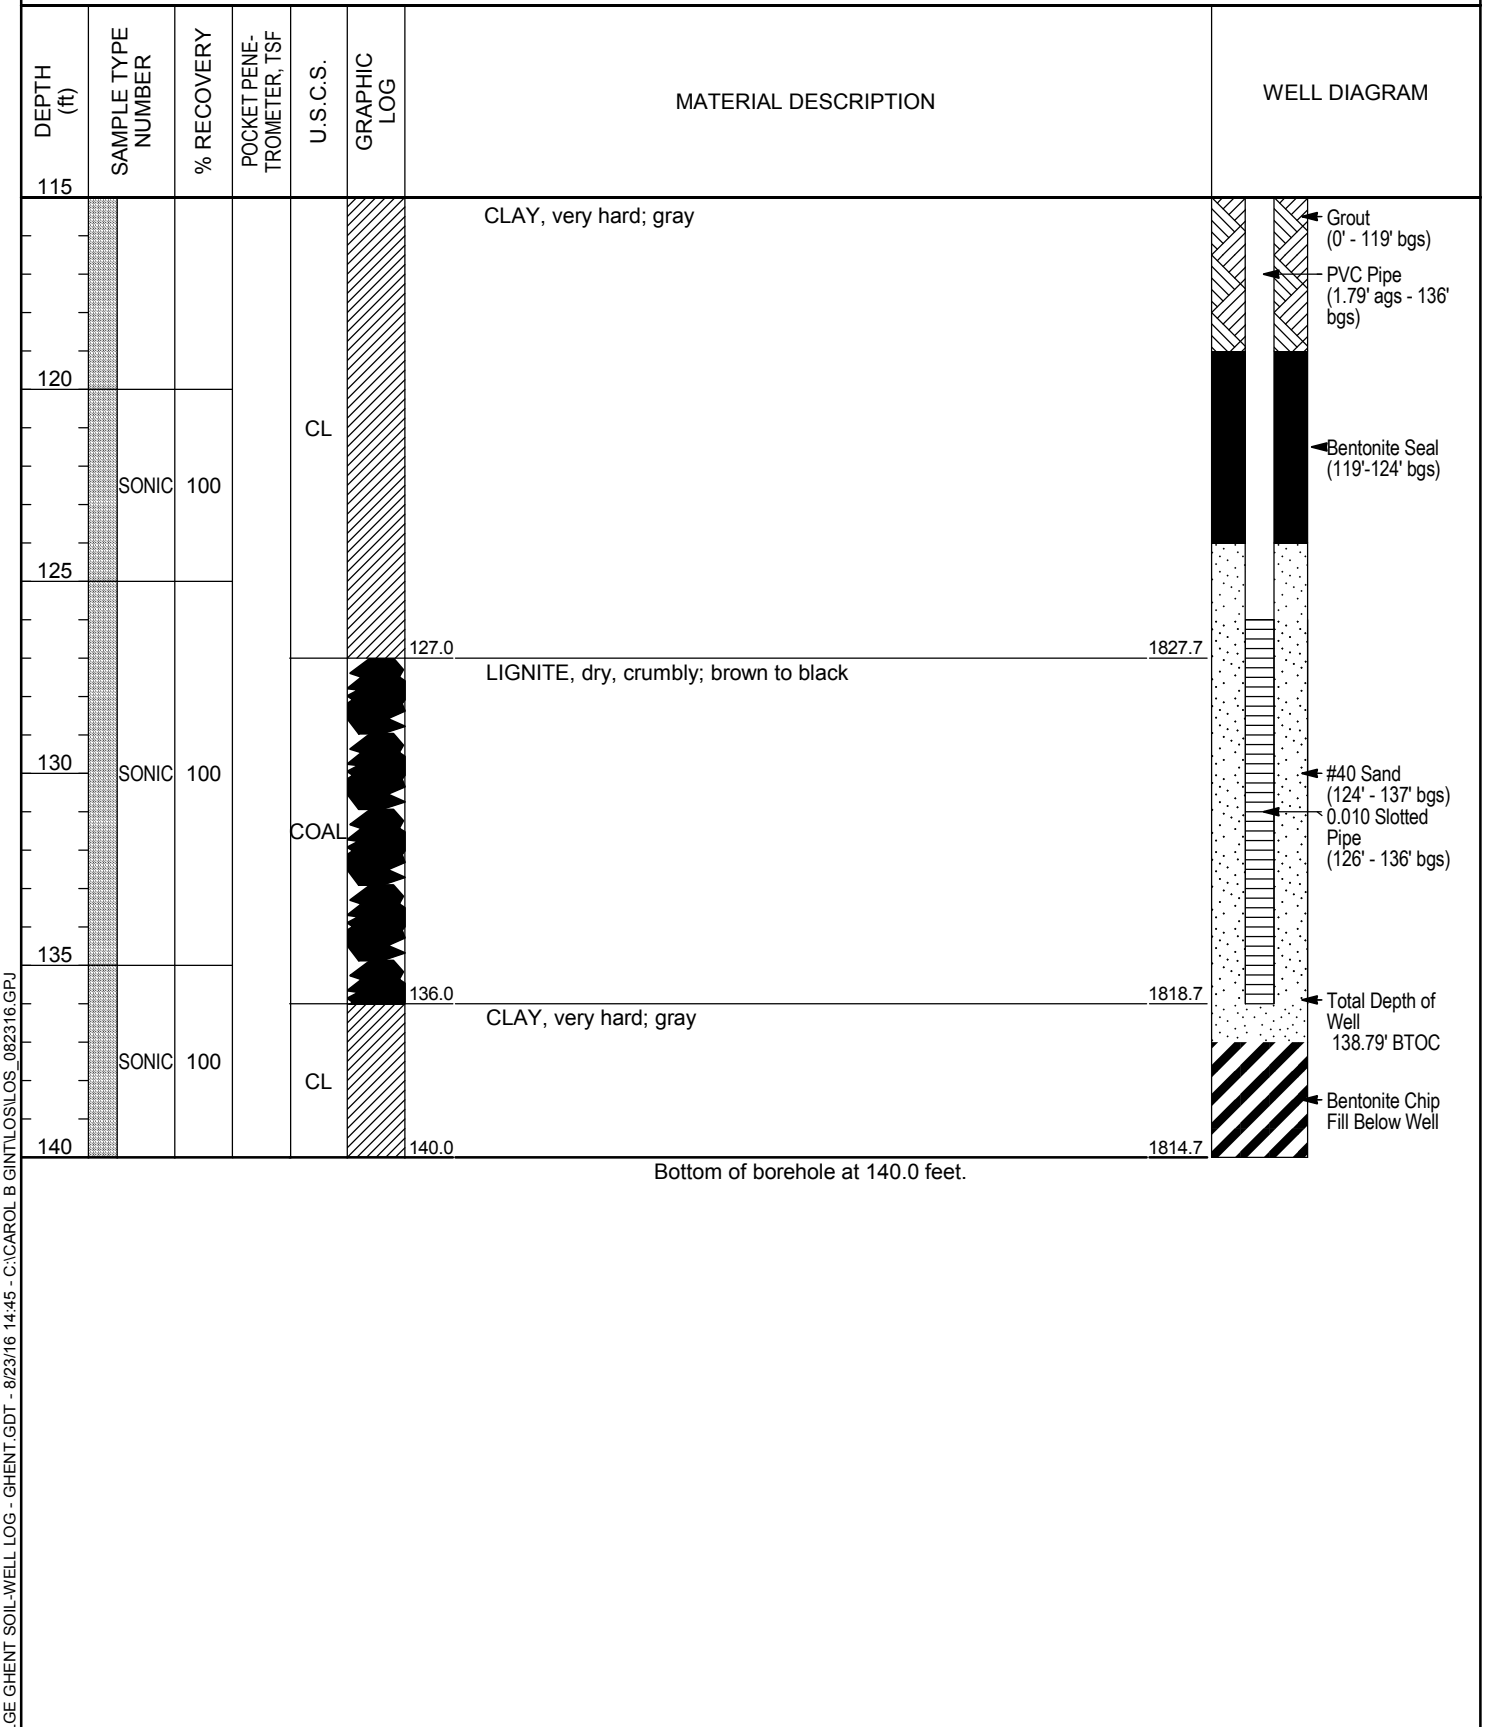 DEPTH
(ft)
SAMPLE TYPE
NUMBER
% RECOVERY
POCKET PENE-
TROMETER, TSF
U.S.C.S.
GRAPHIC
LOG
MATERIAL DESCRIPTION
WELL DIAGRAM
115
CLAY, very hard; gray
Grout
(0' - 119' bgs)
PVC Pipe
(1.79' ags - 136'
bgs)
120
CL
Bentonite Seal
(119'-124' bgs)
SONIC 100
125
127.0 1827.7
LIGNITE, dry, crumbly; brown to black
130
SONIC 100
#40 Sand
(124' - 137' bgs)
0.010 Slotted
Pipe
(126' - 136' bgs)
COAL
135
136.0 1818.7
CLAY, very hard; gray
Total Depth of
Well
138.79' BTOC
SONIC 100
CL
Bentonite Chip
Fill Below Well
140
140.0 1814.7
Bottom of borehole at 140.0 feet.
GE GHENT SOIL-WELL LOG - GHENT.GDT - 8/23/16 14:45 - C:\CAROL B GINT\LOS\LOS_082316.GPJ